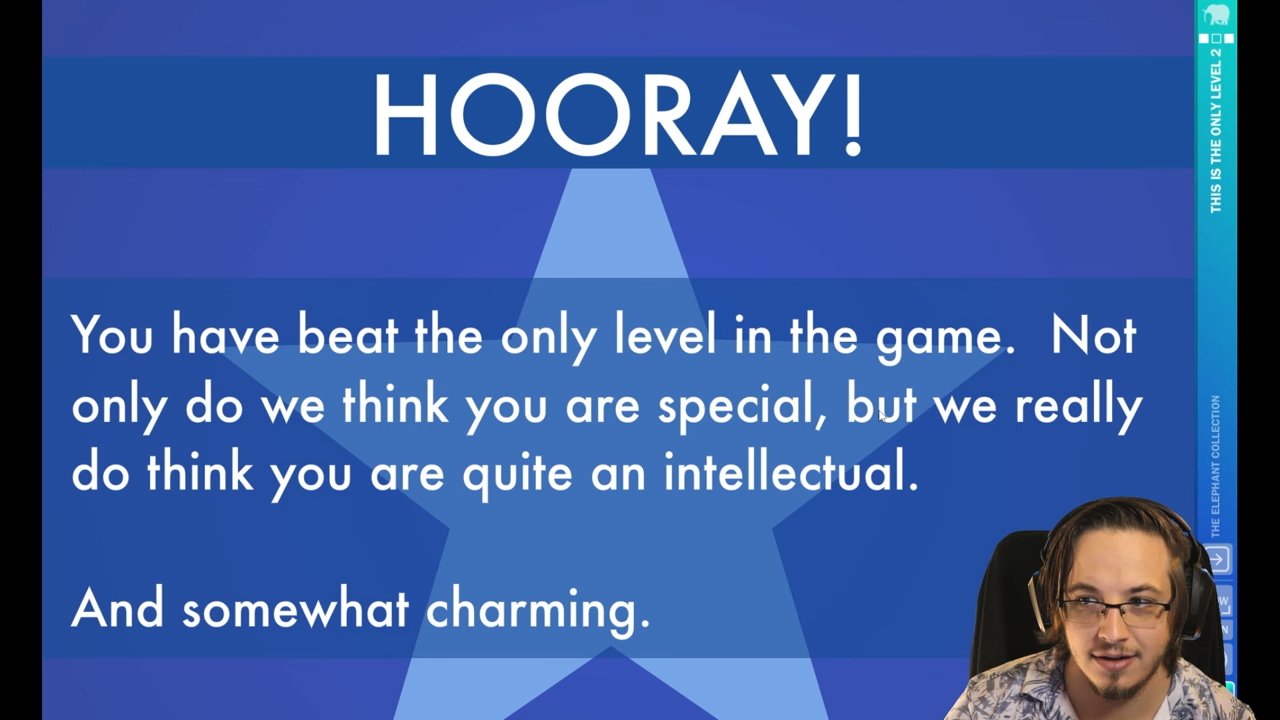 HOORAY!
You have beat the only level in the game. Not
only do we think you are special, but we really
do think you are quite an intellectual.
And somewhat charming.
THIS IS THE ONLY LEVEL 2
THE ELEPHANT COLLECTION
W
N